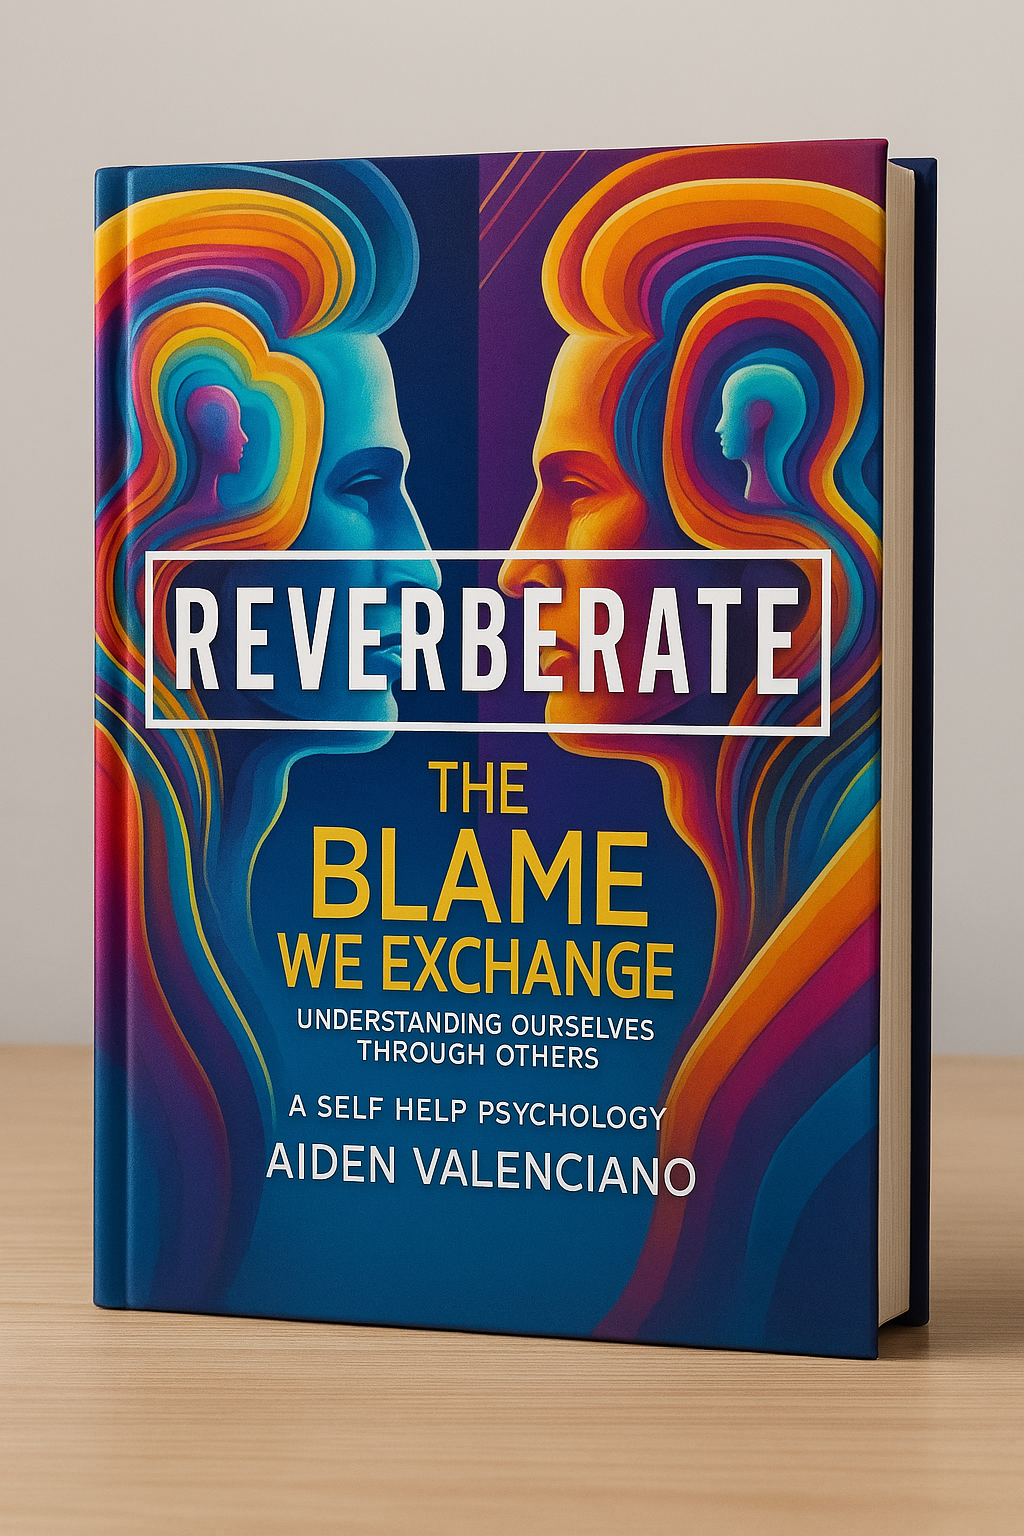 REVERBERATE
THE
BLAME
WE EXCHANGE
UNDERSTANDING OURSELVES
THROUGH OTHERS
A SELF HELP PSYCHOLOGY
AIDEN VALENCIANO